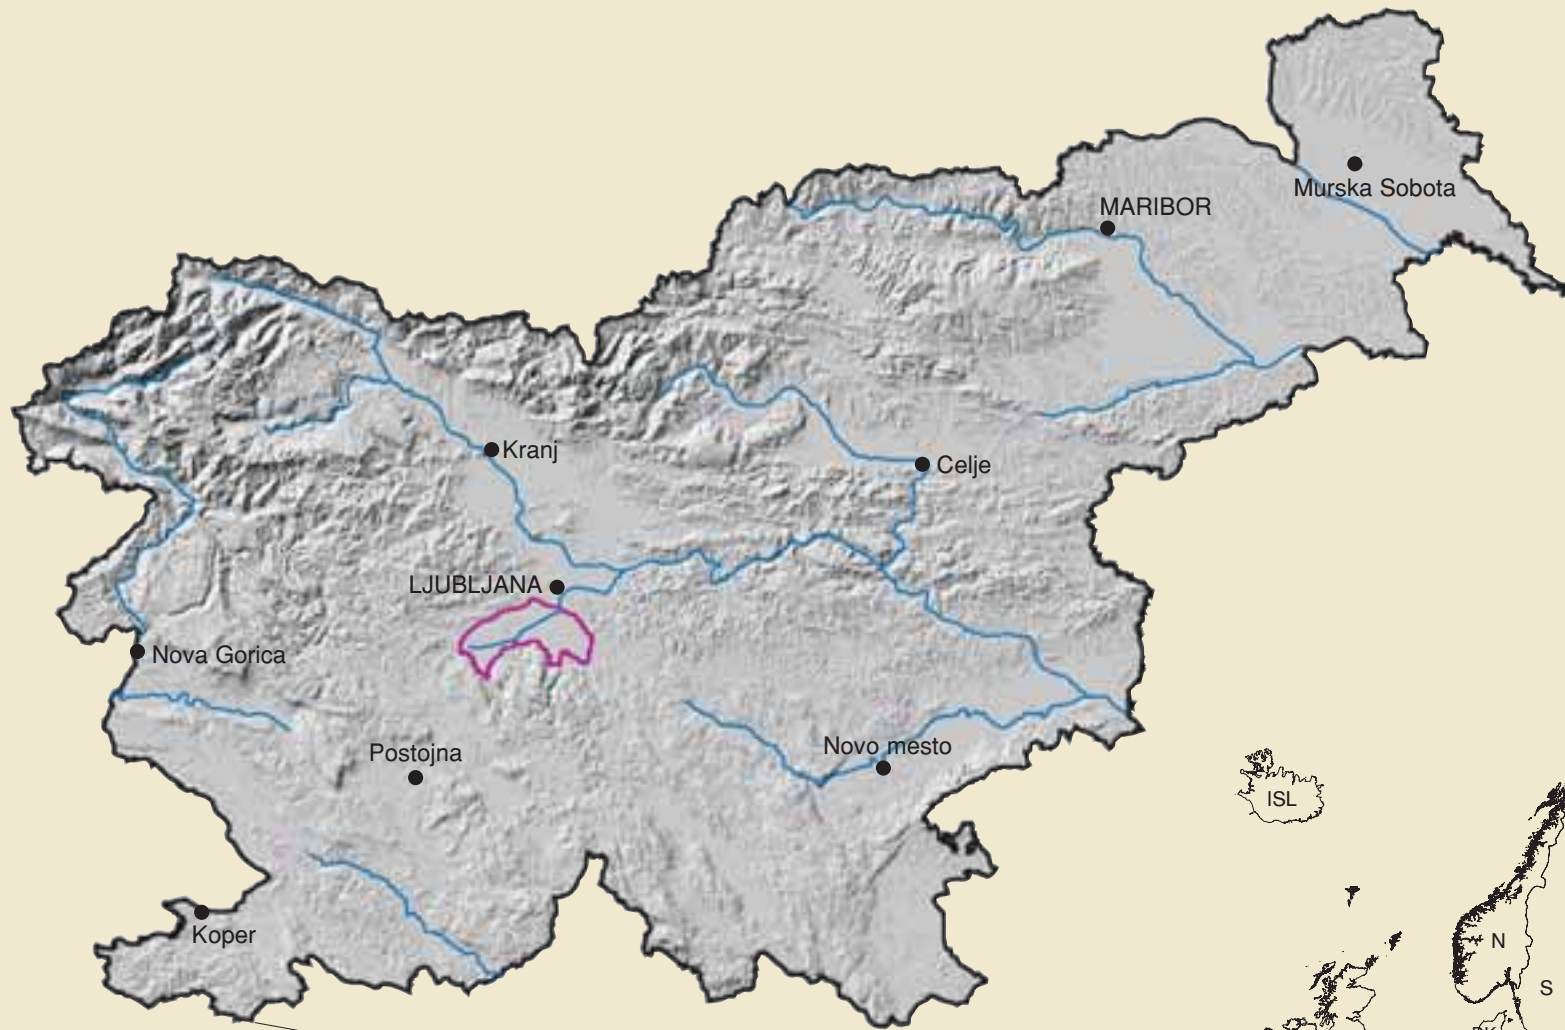 Murska Sobota
MARIBOR
Kranj
Celje
LJUBLJANA
Nova Gorica
Novo mesto
Postojna
ISL
Koper
N
S